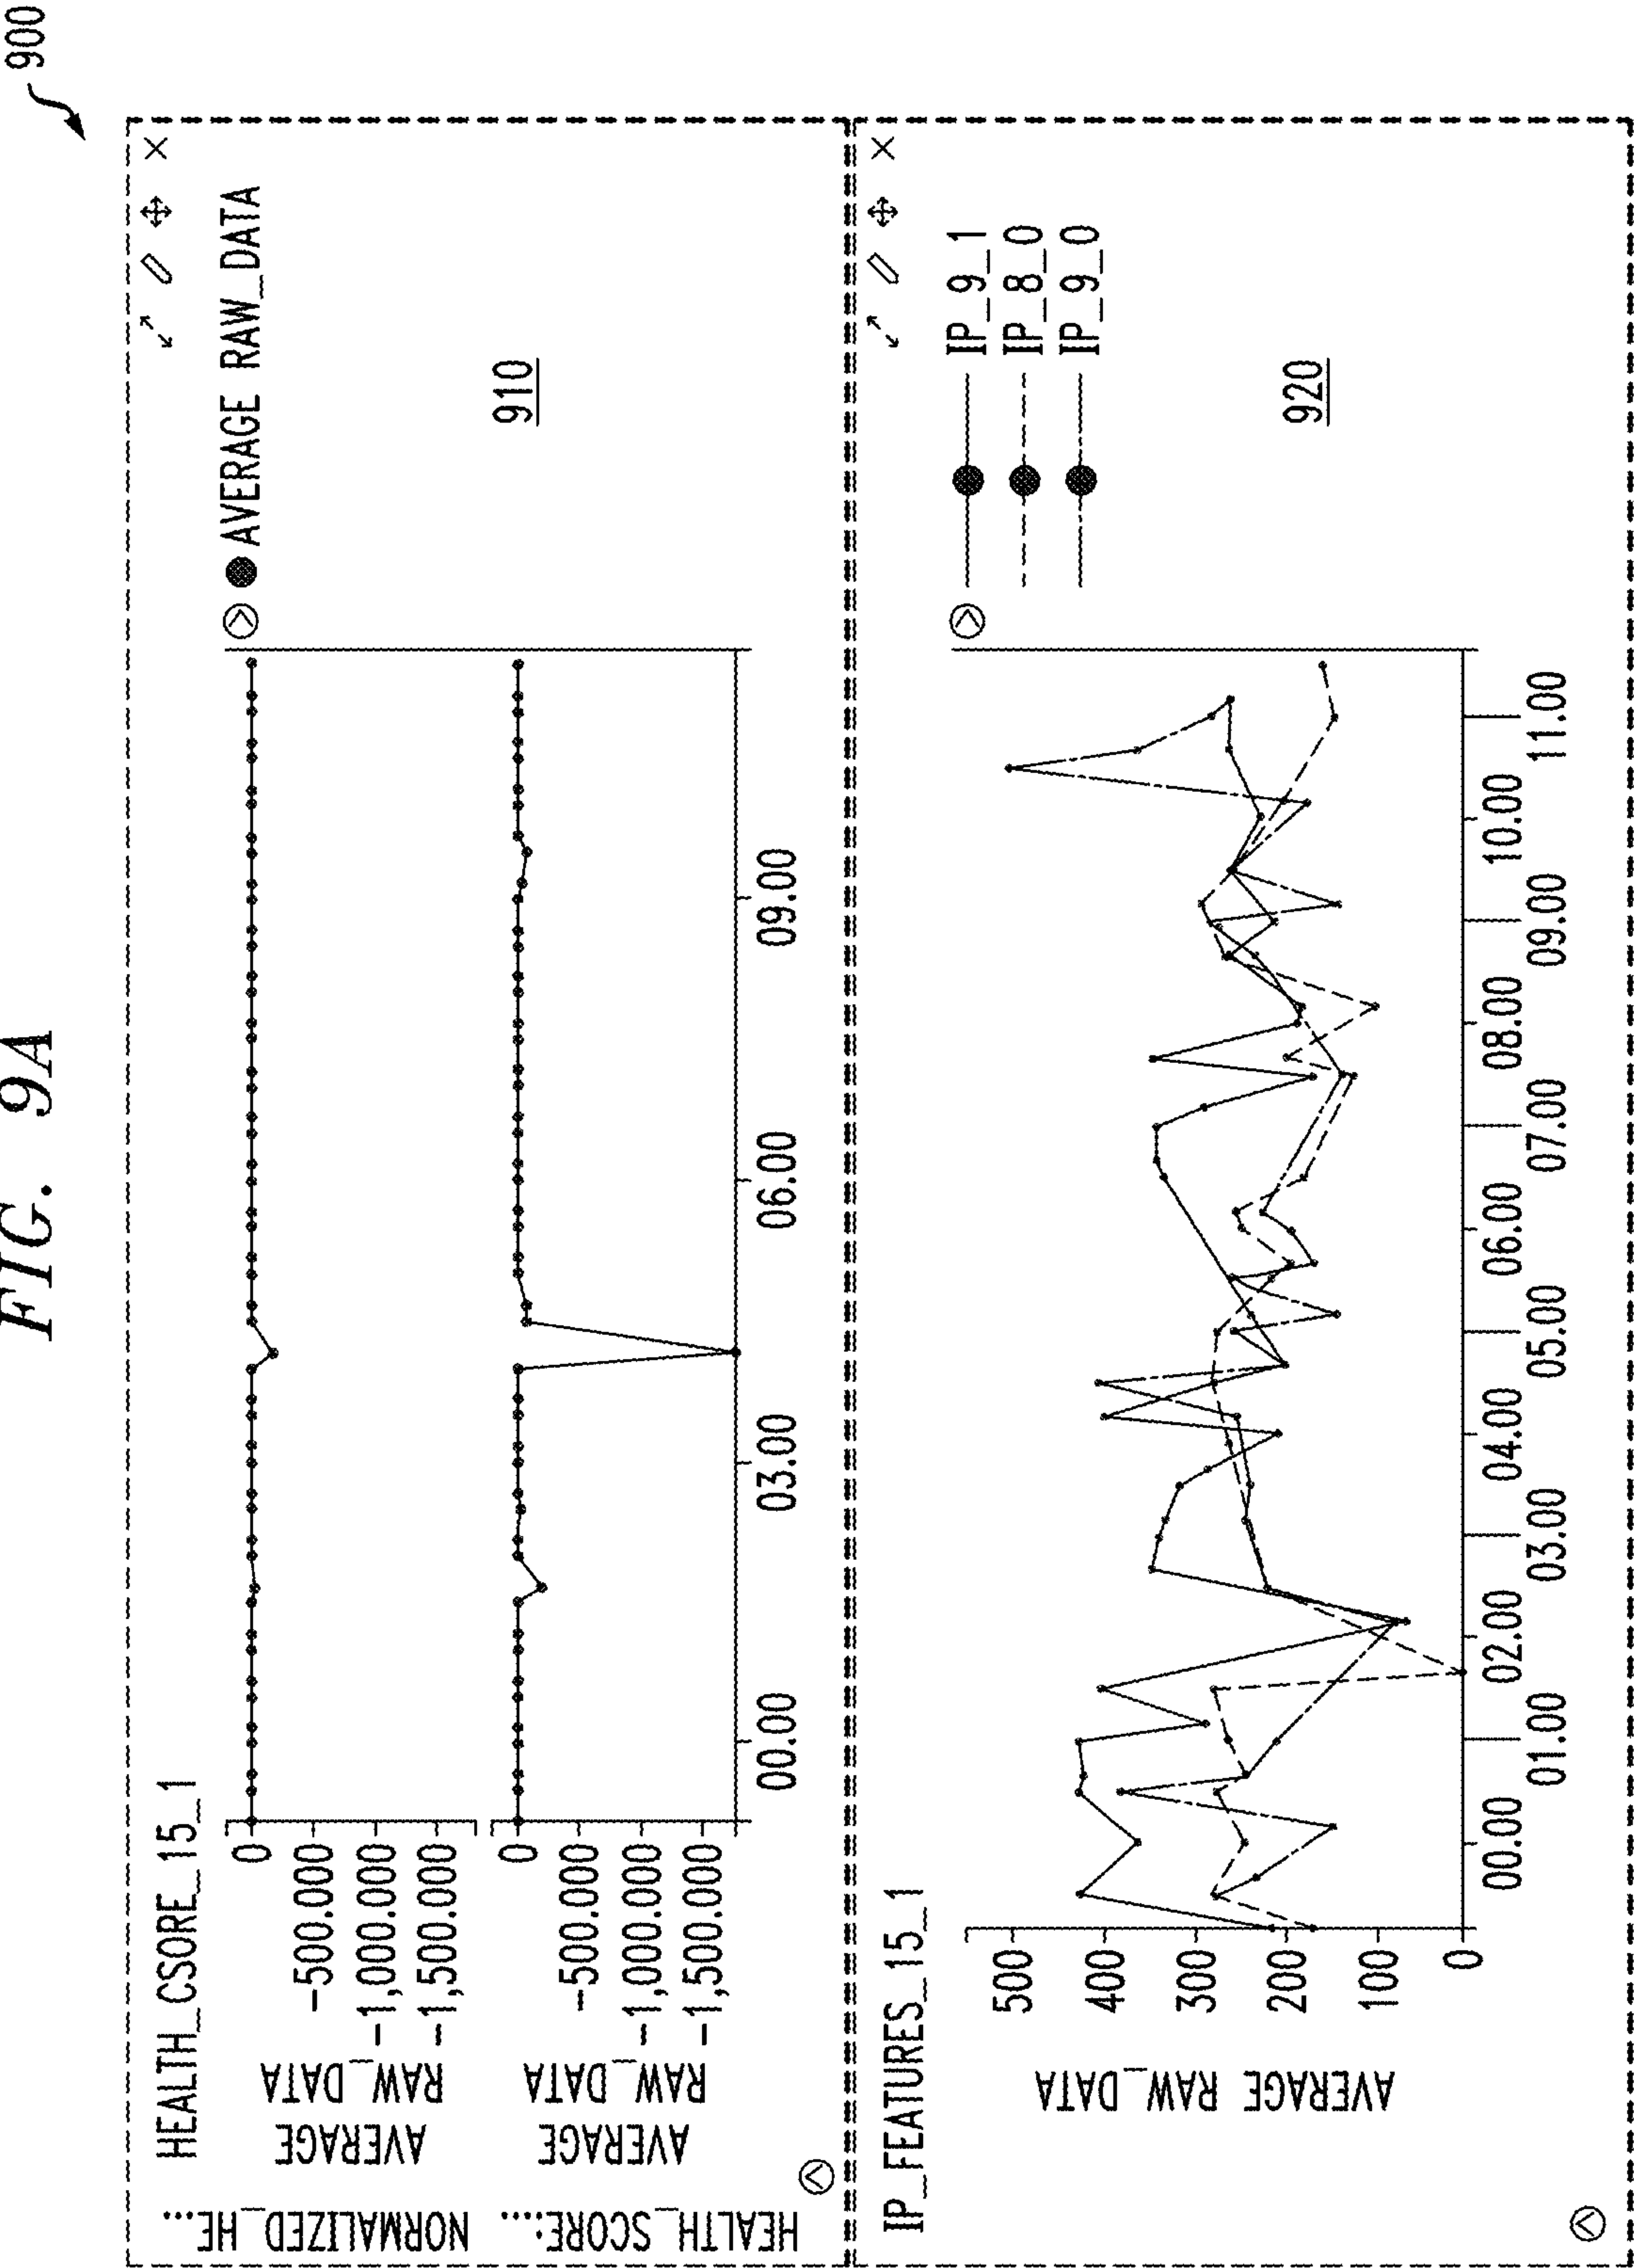 FIG. 9A
900
HEALTH_CSORE_15_1
AVERAGE RAW_DATA
NORMALIZED_HE...
AVERAGE
RAW_DATA
0
-500.000
-1,000.000
-1,500.000
HEALTH_SCORE:...
AVERAGE
RAW_DATA
0
-500.000
-1,000.000
-1,500.000
00.00 03.00 06.00 09.00
910
IP_FEATURES_15_1
IP_9_1
IP_8_0
IP_9_0
AVERAGE RAW_DATA
500
400
300
200
100
0
00.00 01.00 02.00 03.00 04.00 05.00 06.00 07.00 08.00 09.00 10.00 11.00
920